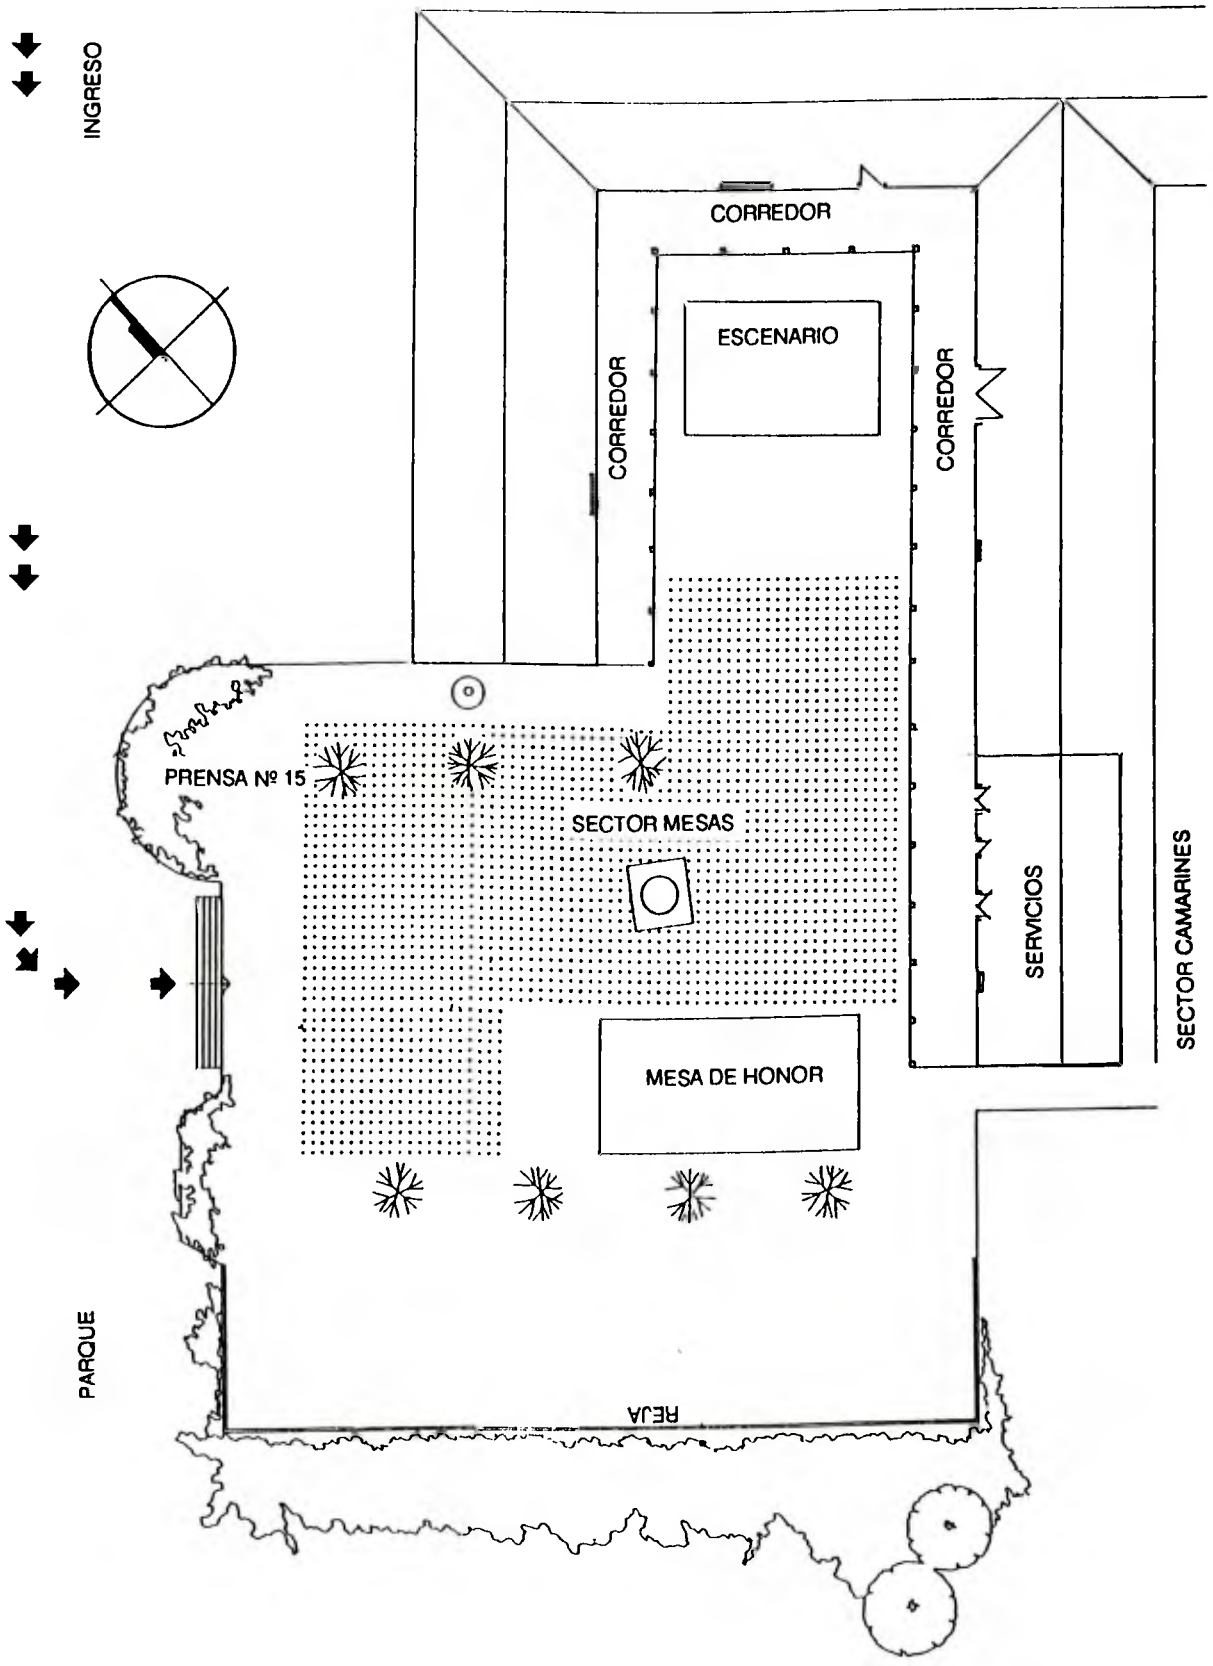 INGRESO
CORREDOR
ESCENARIO
CORREDOR
CORREDOR
PRENSA Nº 15
SECTOR MESAS
SERVICIOS
SECTOR CAMARINES
MESA DE HONOR
PARQUE
REJA